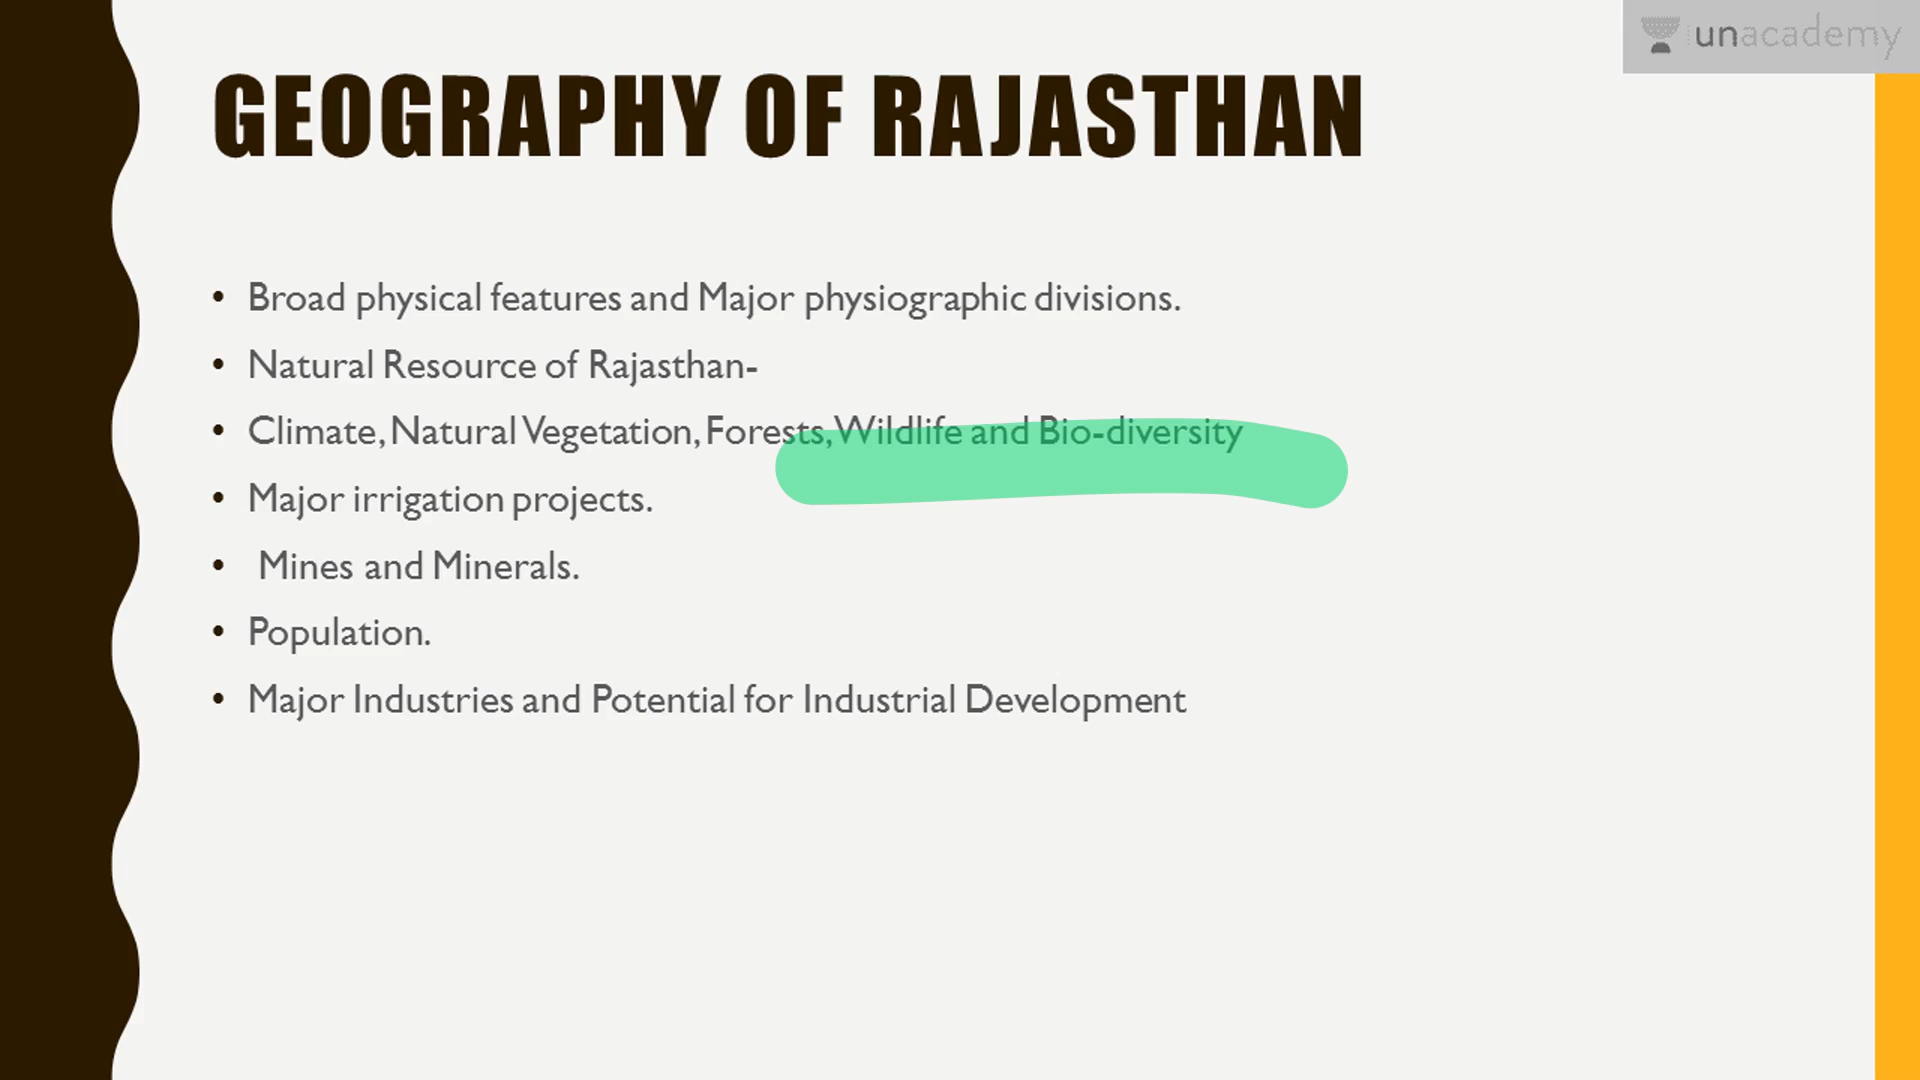 unacademy
GEOGRAPHY OF RAJASTHAN
• Broad physical features and Major physiographic divisions.
• Natural Resource of Rajasthan-
• Climate, Natural Vegetation, Forests, Wildlife and Bio-diversity
• Major irrigation projects.
• Mines and Minerals.
• Population.
• Major Industries and Potential for Industrial Development